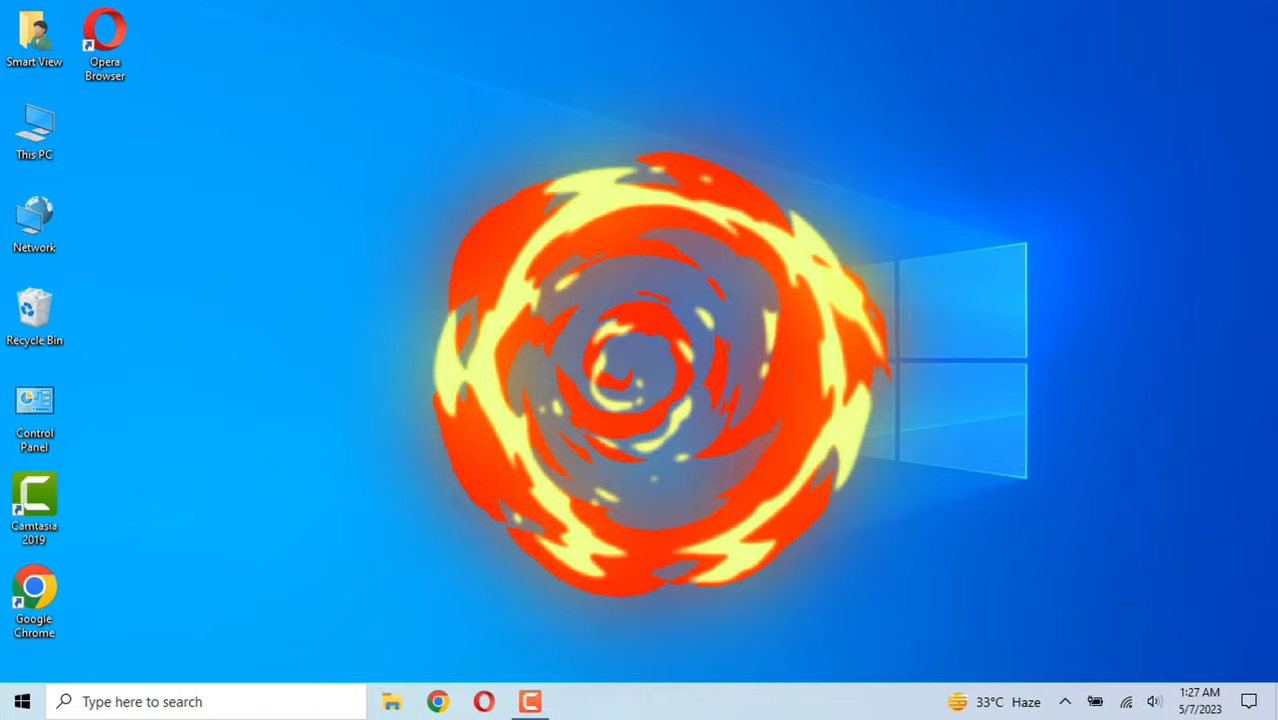 Smart View
Opera
Browser
This PC
Network
Recycle Bin
Control
Panel
Camtasia
2019
Google
Chrome
Type here to search
33°C Haze
1:27 AM
5/7/2023